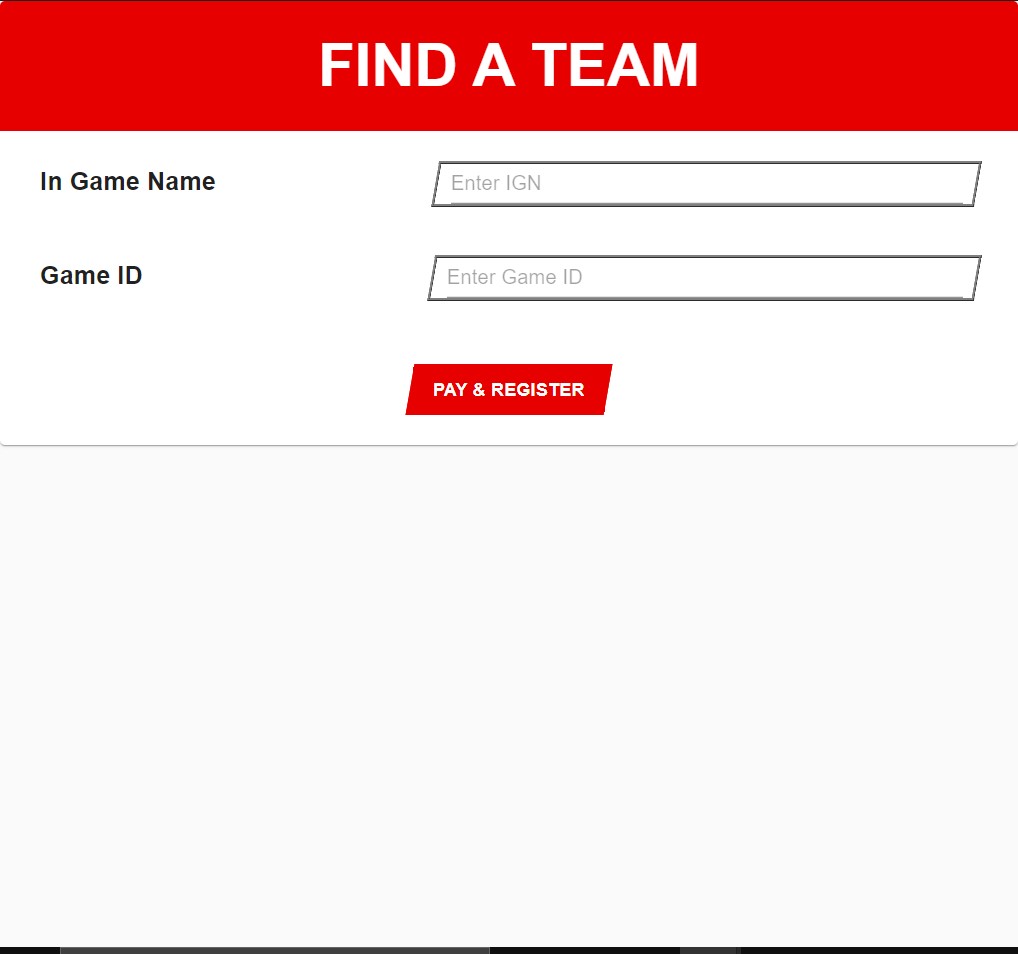 FIND A TEAM
In Game Name
Enter IGN
Game ID
Enter Game ID
PAY & REGISTER